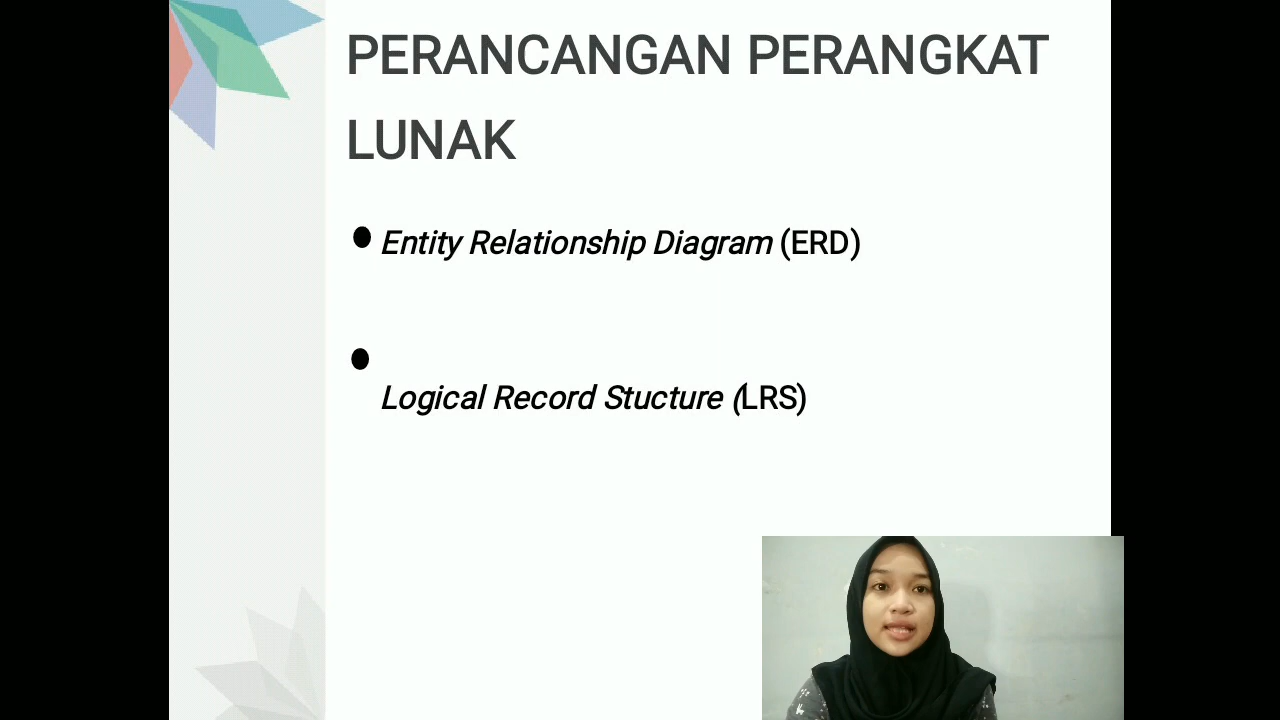 PERANCANGAN PERANGKAT
LUNAK
• Entity Relationship Diagram (ERD)
•
Logical Record Stucture (LRS)